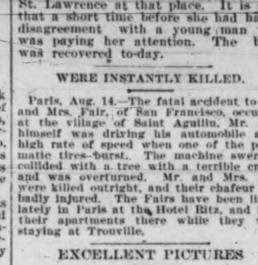 St. Lawrence at that place. It is
that a short time before she had ha
disagreement with a young man
was paying her attention. The b
was recovered to-day.
WERE INSTANTLY KILLED.
Paris, Aug. 14.—The fatal accident to
and Mrs. Fair, of San Francisco, occu
at the village of Saint Agailin, Mr.
himself was driving his automobile a
high rate of speed when one of the p
matic tires burst. The machine swer
collided with a tree with a terrible cr
and was overturned. Mr. and Mrs.
were killed outright, and their chafeur
badly injured. The Fairs have been li
lately in Paris at the Hotel Ritz, and
their apartments there while they w
staying at Trouville.
EXCELLENT PICTURES